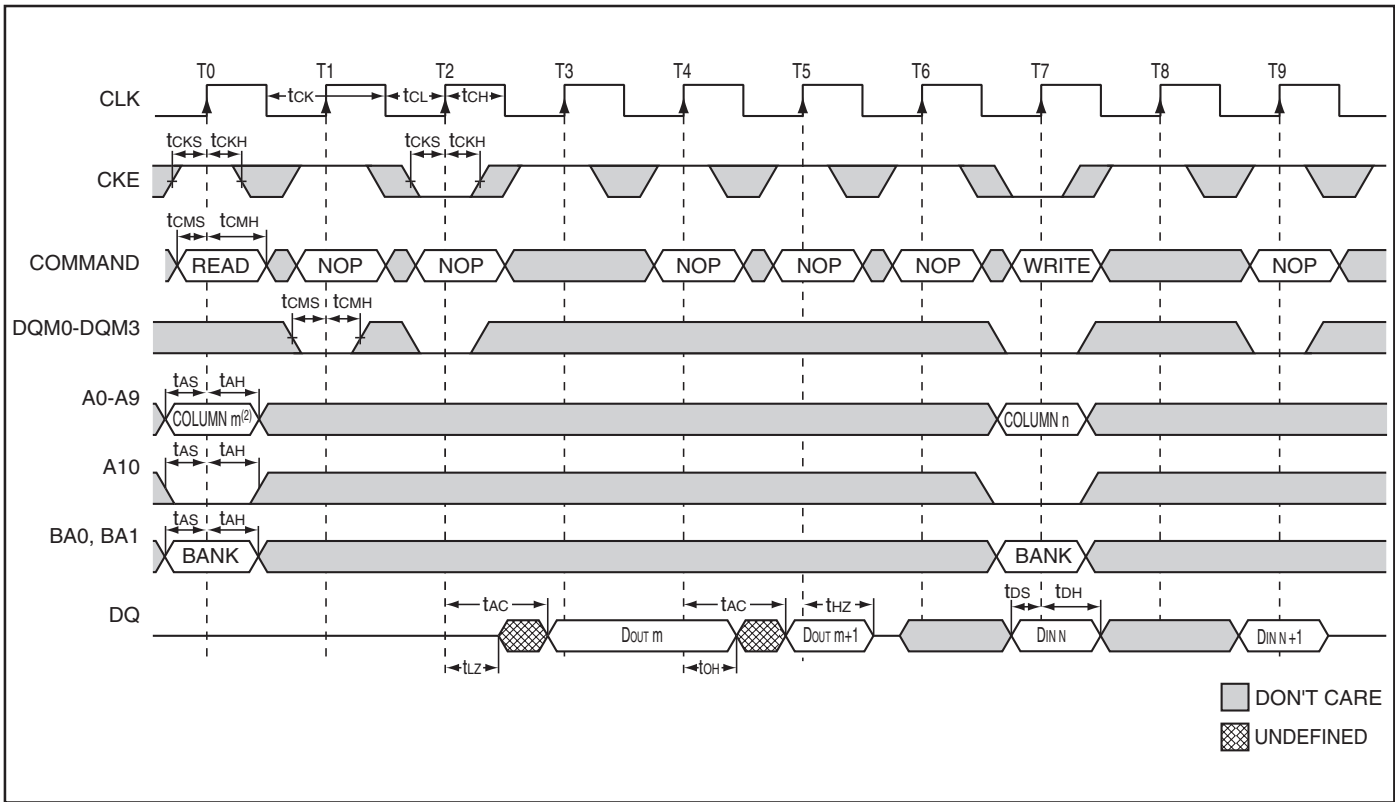 T0 T1 T2 T3 T4 T5 T6 T7 T8 T9
CLK tCK tCL tCH
tCKS tCKH tCKS tCKH
CKE
tCMS tCMH
COMMAND READ NOP NOP NOP NOP NOP WRITE NOP
tCMS tCMH
DQM0-DQM3
tAS tAH
A0-A9 COLUMN m(2) COLUMN n
tAS tAH
A10
tAS tAH
BA0, BA1 BANK BANK
tAC tAC tHZ tDS tDH
DQ DOUT m DOUT m+1 DIN N DIN N+1
tLZ tOH
DON'T CARE
UNDEFINED